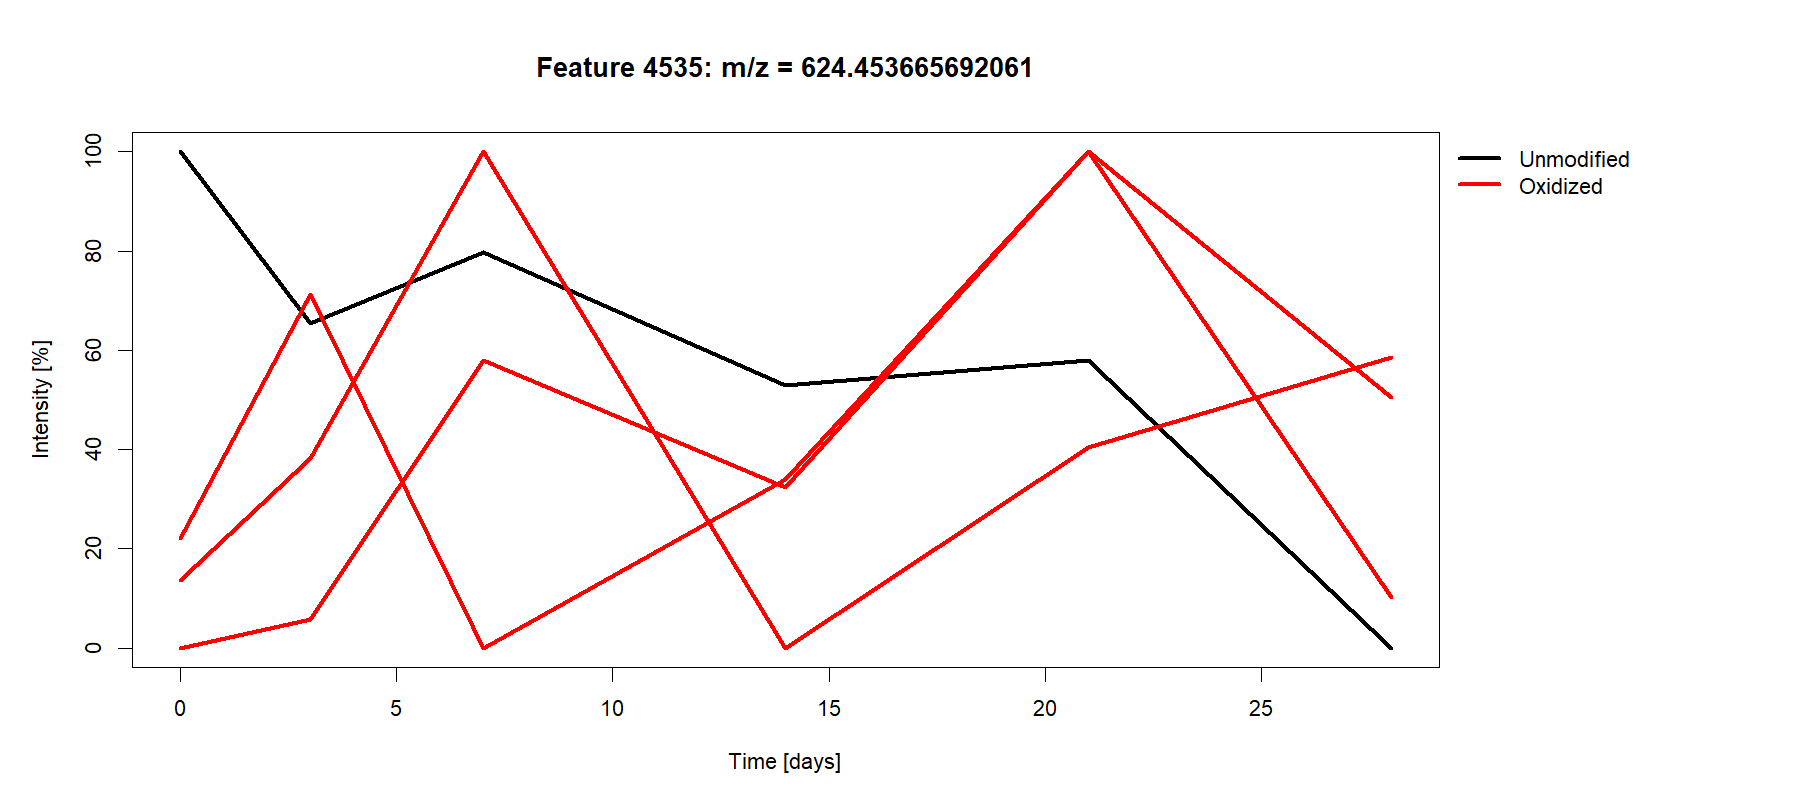 Feature 4535: m/z = 624.453665692061
Unmodified
Oxidized
Intensity [%]
100
80
60
40
20
0
0 5 10 15 20 25
Time [days]